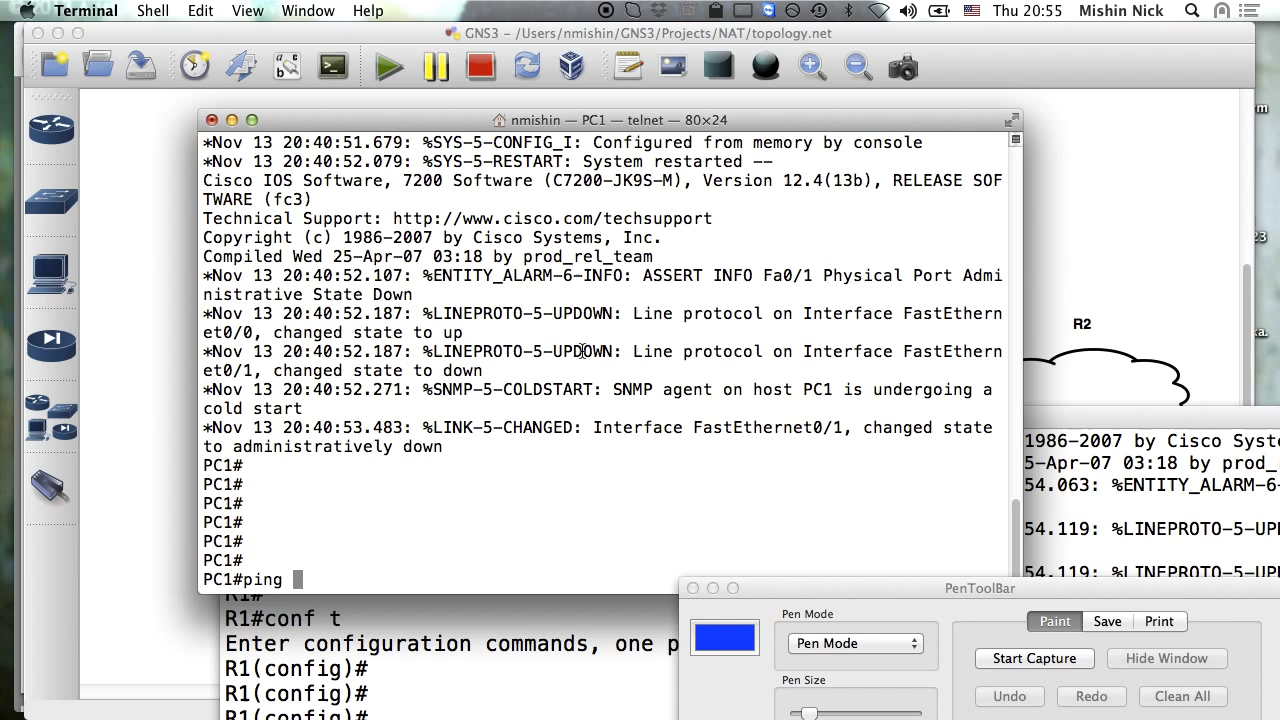 Terminal Shell Edit View Window Help Thu 20:55 Mishin Nick
GNS3 – /Users/nmishin/GNS3/Projects/NAT/topology.net
nmishin — PC1 — telnet — 80×24
*Nov 13 20:40:51.679: %SYS-5-CONFIG_I: Configured from memory by console
*Nov 13 20:40:52.079: %SYS-5-RESTART: System restarted --
Cisco IOS Software, 7200 Software (C7200-JK9S-M), Version 12.4(13b), RELEASE SOF
TWARE (fc3)
Technical Support: http://www.cisco.com/techsupport
Copyright (c) 1986-2007 by Cisco Systems, Inc.
Compiled Wed 25-Apr-07 03:18 by prod_rel_team
*Nov 13 20:40:52.107: %ENTITY_ALARM-6-INFO: ASSERT INFO Fa0/1 Physical Port Admi
nistrative State Down
*Nov 13 20:40:52.187: %LINEPROTO-5-UPDOWN: Line protocol on Interface FastEthern
et0/0, changed state to up
*Nov 13 20:40:52.187: %LINEPROTO-5-UPDOWN: Line protocol on Interface FastEthern
et0/1, changed state to down
*Nov 13 20:40:52.271: %SNMP-5-COLDSTART: SNMP agent on host PC1 is undergoing a
cold start
*Nov 13 20:40:53.483: %LINK-5-CHANGED: Interface FastEthernet0/1, changed state
to administratively down
PC1#
PC1#
PC1#
PC1#
PC1#
PC1#
PC1#ping
R2
1986-2007 by Cisco Syste
5-Apr-07 03:18 by prod_
54.063: %ENTITY_ALARM-6
54.119: %LINEPROTO-5-UP
54.119: %LINEPROTO-5-UP
R1#
R1#conf t
Enter configuration commands, one p
R1(config)#
R1(config)#
R1(config)#
PenToolBar
Pen Mode
Pen Mode
Pen Size
Paint Save Print
Start Capture Hide Window
Undo Redo Clean All